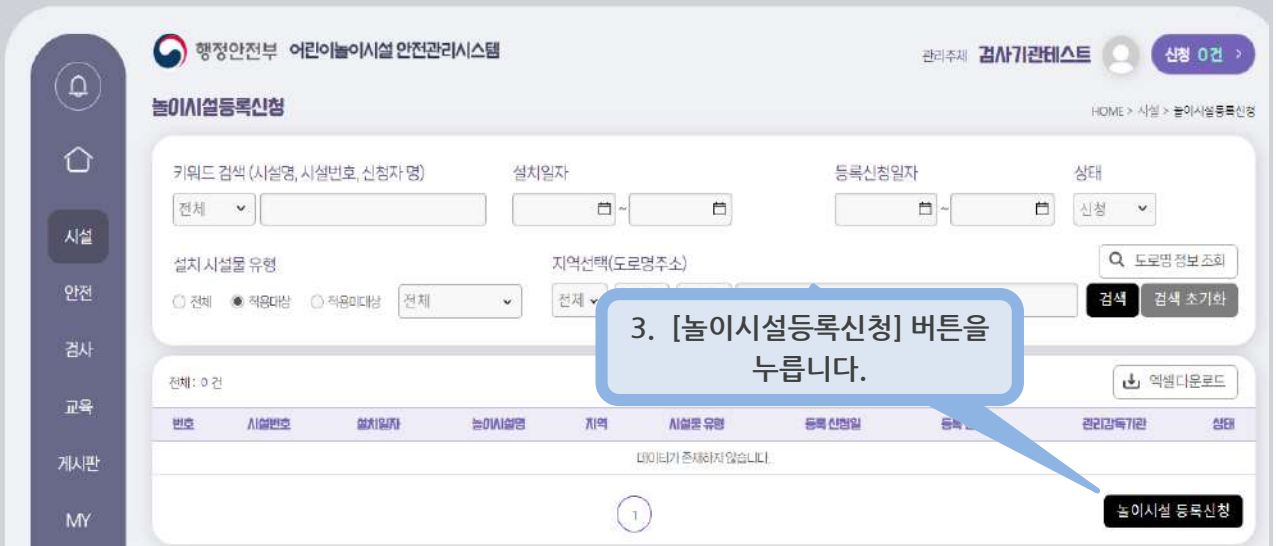 행정안전부 어린이놀이시설 안전관리시스템
관리주체 검사기관테스트 신청 0건 >
놀이시설등록신청
HOME > 시설 > 놀이시설등록신청
키워드 검색 (시설명, 시설번호, 신청자 명) 설치일자 등록신청일자 상태
전체 ~ ~ 신청
설치 시설물 유형 지역선택(도로명주소) 도로명 정보 조회
전체 적용대상 적용미대상 전체 전체 검색 검색 초기화
3. [놀이시설등록신청] 버튼을
누릅니다.
전체 : 0 건 엑셀다운로드
번호 시설번호 설치일자 놀이시설명 지역 시설물 유형 등록 신청일 관리감독기관 상태
데이터가 존재하지 않습니다.
1
놀이시설 등록신청
시설
안전
검사
교육
게시판
MY